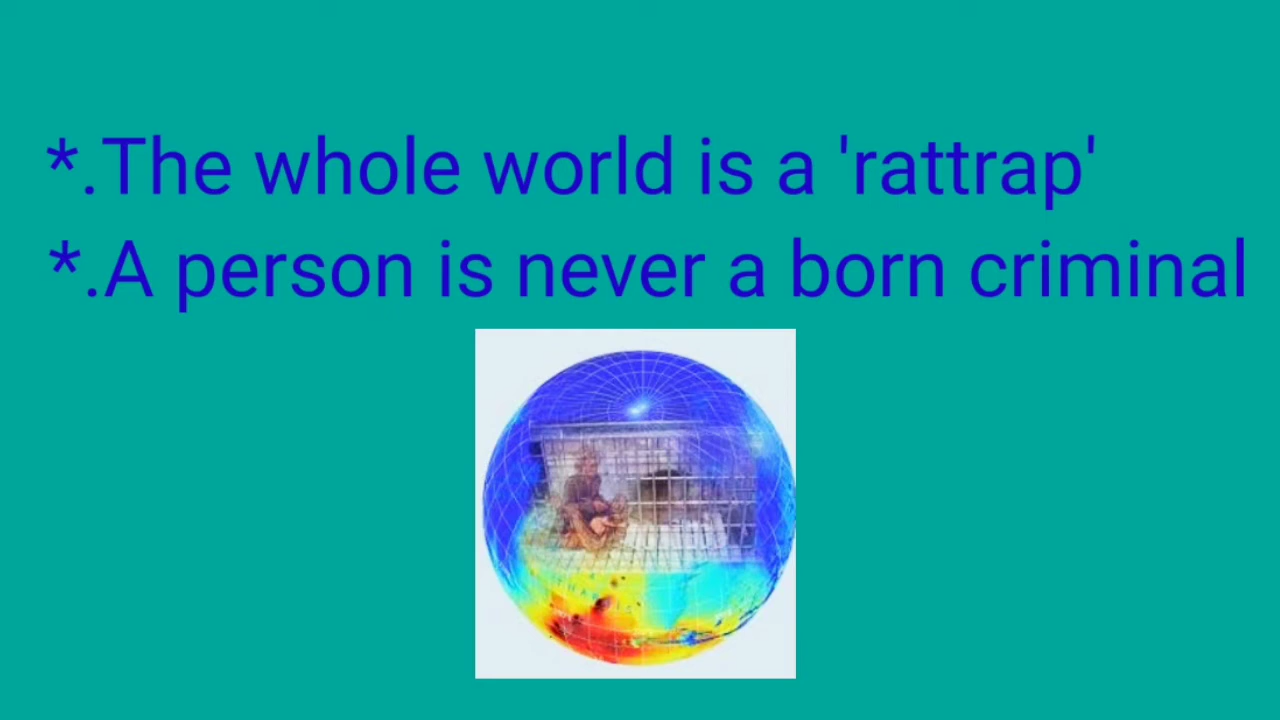 *.The whole world is a 'rattrap'
*.A person is never a born criminal